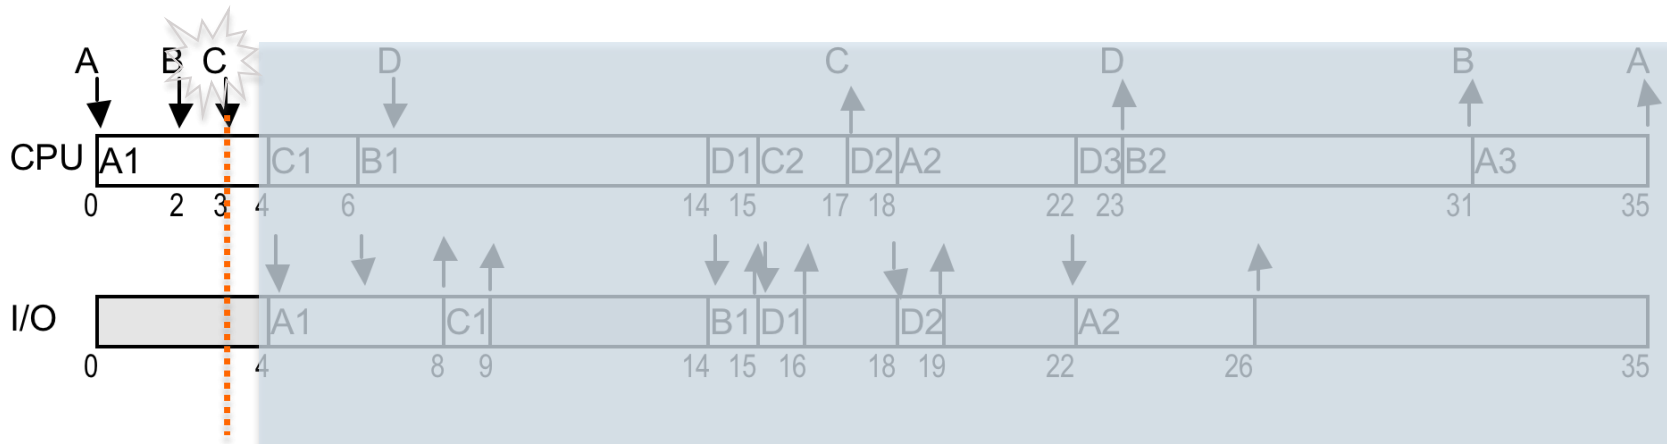 A B C D C D B A
CPU A1 C1 B1 D1 C2 D2 A2 D3 B2 A3
0 2 3 4 6 14 15 17 18 22 23 31 35
I/O A1 C1 B1 D1 D2 A2
0 4 8 9 14 15 16 18 19 22 26 35